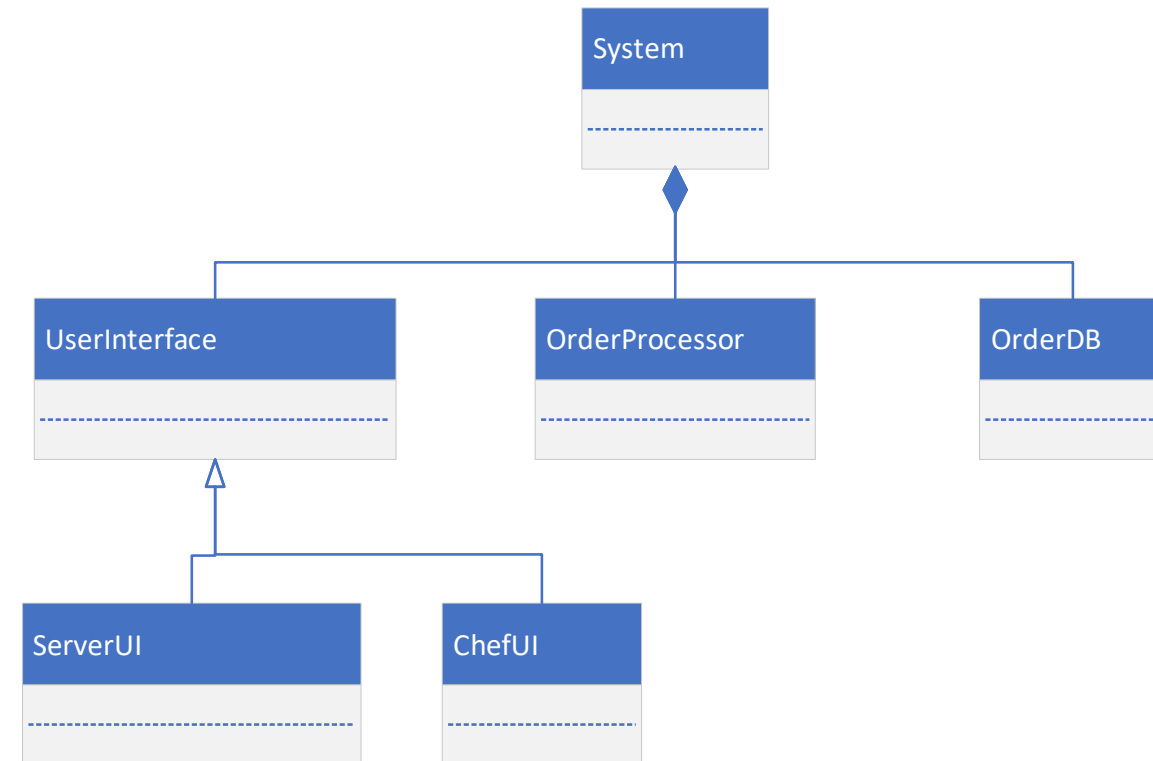 System
UserInterface
OrderProcessor
OrderDB
ServerUI
ChefUI